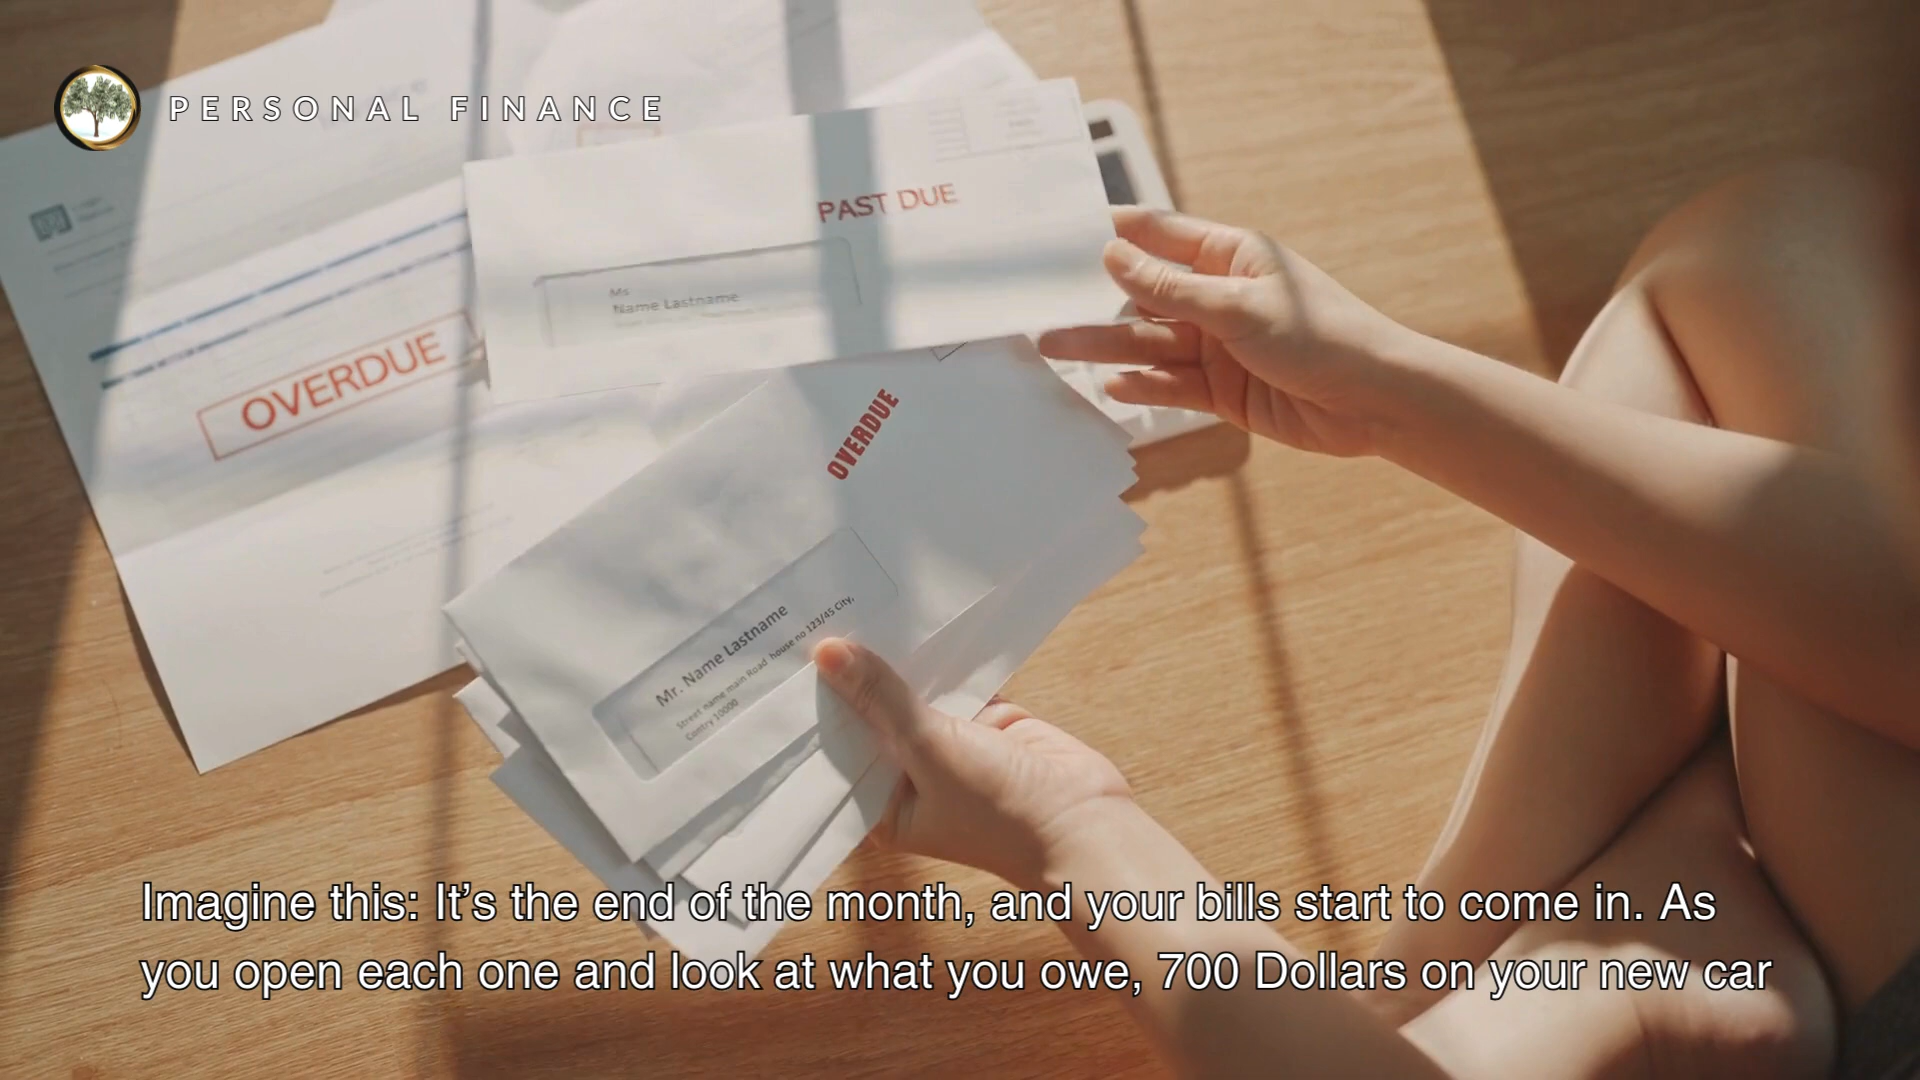 PERSONAL FINANCE
PAST DUE
Ms
Name Lastname
OVERDUE
OVERDUE
Mr. Name Lastname
Street name main Road house no 123/45 City,
Contry 10000
Imagine this: It’s the end of the month, and your bills start to come in. As
you open each one and look at what you owe, 700 Dollars on your new car